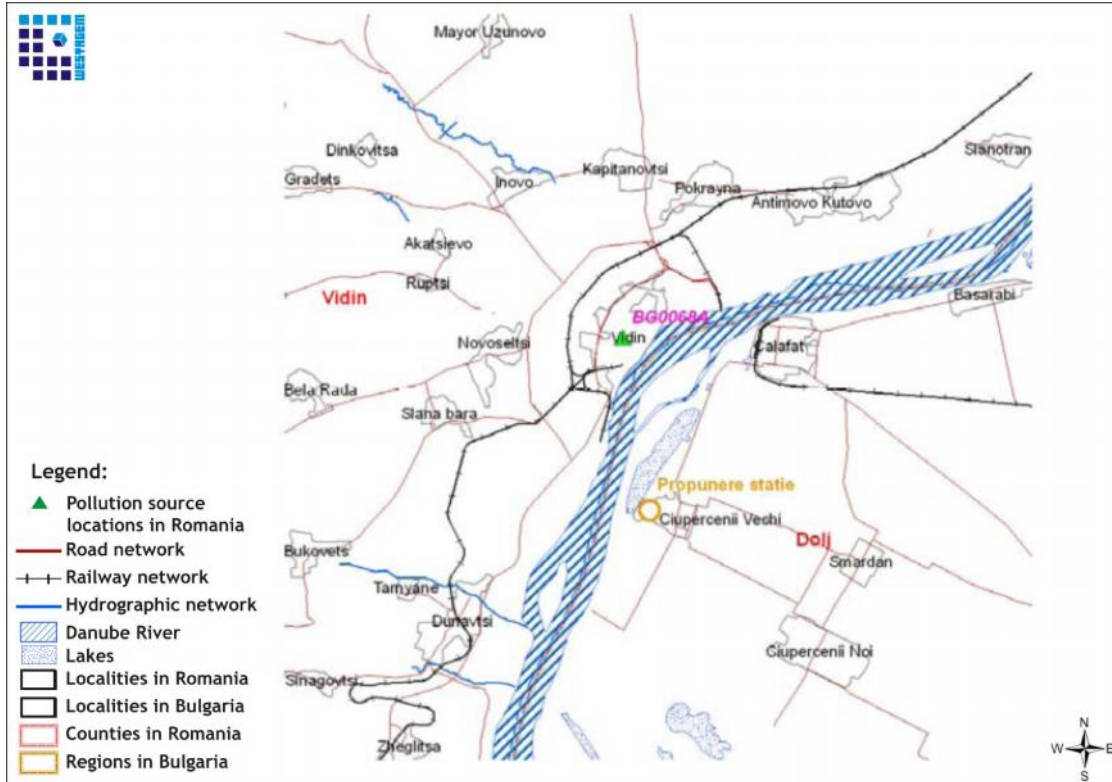 WESTAGEM
Mayor Uzunovo
Dinkovitsa
Gradets
Inovo
Kapitanovtsi
Pokrayna
Antimovo Kutovo
Slanotran
Akatsievo
Ruptsi
Vidin
BG0068A
Vidin
Basarabi
Calafat
Novoseltsi
Bela Rada
Slana bara
Propunere statie
Ciupercenii Vechi
Dolj
Smardan
Bukovets
Tarnyane
Dunavtsi
Ciupercenii Noi
Sinagovtsi
Zheglitsa
Legend:
Pollution source
locations in Romania
Road network
Railway network
Hydrographic network
Danube River
Lakes
Localities in Romania
Localities in Bulgaria
Counties in Romania
Regions in Bulgaria
N
W E
S